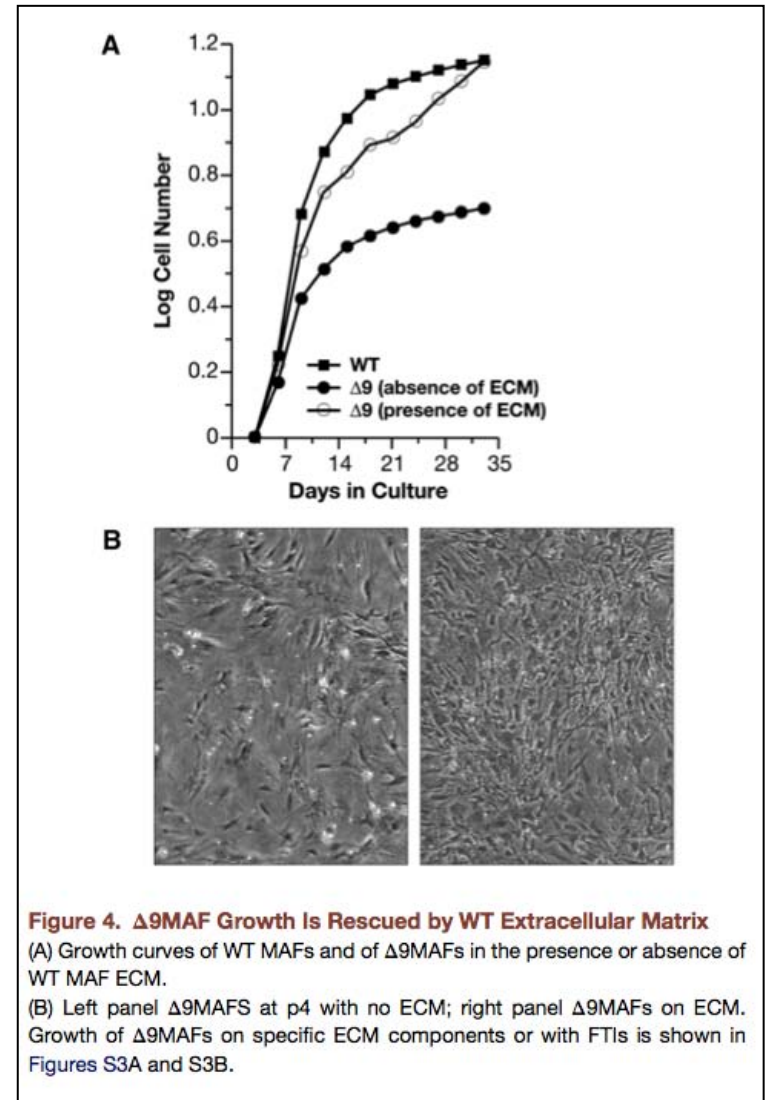 A
1.2
1.0
0.8
0.6
0.4
0.2
0
Log Cell Number
WT
Δ9 (absence of ECM)
Δ9 (presence of ECM)
0 7 14 21 28 35
Days in Culture
B
Figure 4. Δ9MAF Growth Is Rescued by WT Extracellular Matrix
(A) Growth curves of WT MAFs and of Δ9MAFs in the presence or absence of
WT MAF ECM.
(B) Left panel Δ9MAFS at p4 with no ECM; right panel Δ9MAFs on ECM.
Growth of Δ9MAFs on specific ECM components or with FTIs is shown in
Figures S3A and S3B.